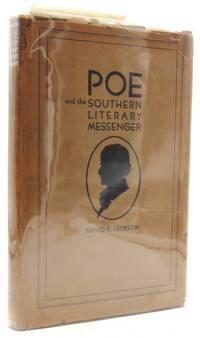 POE
and the SOUTHERN
LITERARY
MESSENGER
DAVID K. JACKSON